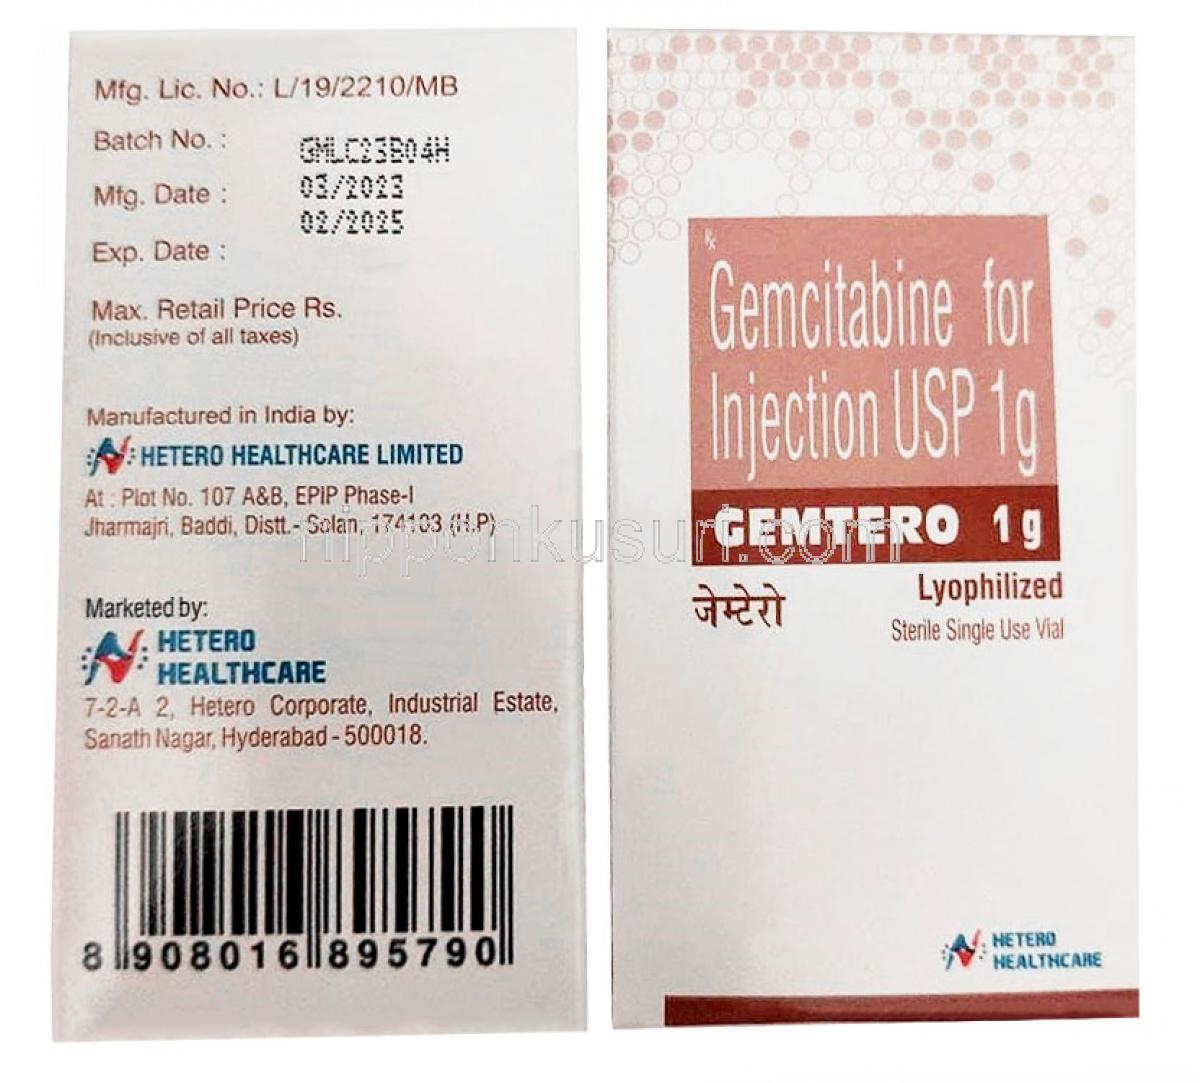 Mfg. Lic. No.: L/19/2210/MB
Batch No. :
GMLC23B04H
Mfg. Date :
03/2023
02/2025
Exp. Date :
Max. Retail Price Rs.
(Inclusive of all taxes)
Manufactured in India by:
HETERO HEALTHCARE LIMITED
At : Plot No. 107 A&B, EPIP Phase-I
Jharmajri, Baddi, Distt.- Solan, 174103 (H.P)
Marketed by:
HETERO
HEALTHCARE
7-2-A 2, Hetero Corporate, Industrial Estate,
Sanath Nagar, Hyderabad - 500018.
8 908016 895790
Rx
Gemcitabine for
Injection USP 1g
GEMTERO 1 g
जेम्टेरो
Lyophilized
Sterile Single Use Vial
HETERO
HEALTHCARE
nipponkusuri.com